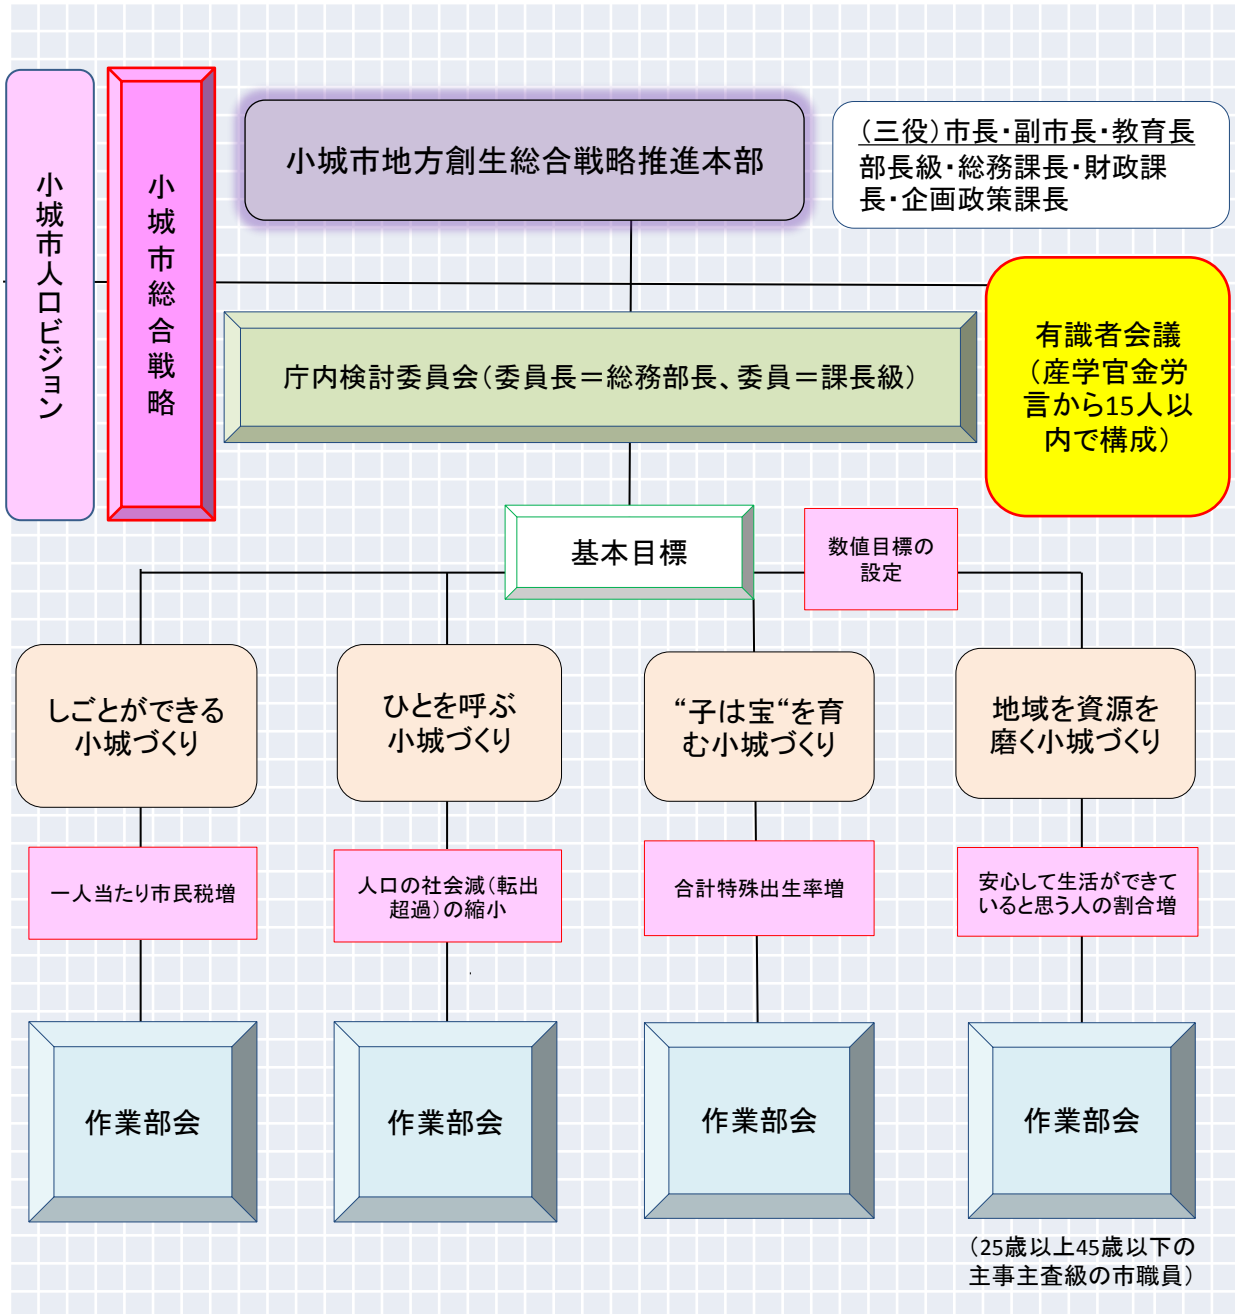 小城市人口ビジョン
小城市総合戦略
小城市地方創生総合戦略推進本部
(三役)市長・副市長・教育長
部長級・総務課長・財政課
長・企画政策課長
庁内検討委員会(委員長=総務部長、委員=課長級)
有識者会議
(産学官金労
言から15人以
内で構成)
基本目標
数値目標の
設定
しごとができる
小城づくり
ひとを呼ぶ
小城づくり
“子は宝“を育
む小城づくり
地域を資源を
磨く小城づくり
一人当たり市民税増
人口の社会減(転出
超過)の縮小
合計特殊出生率増
安心して生活ができて
いると思う人の割合増
作業部会
作業部会
作業部会
作業部会
(25歳以上45歳以下の
主事主査級の市職員)